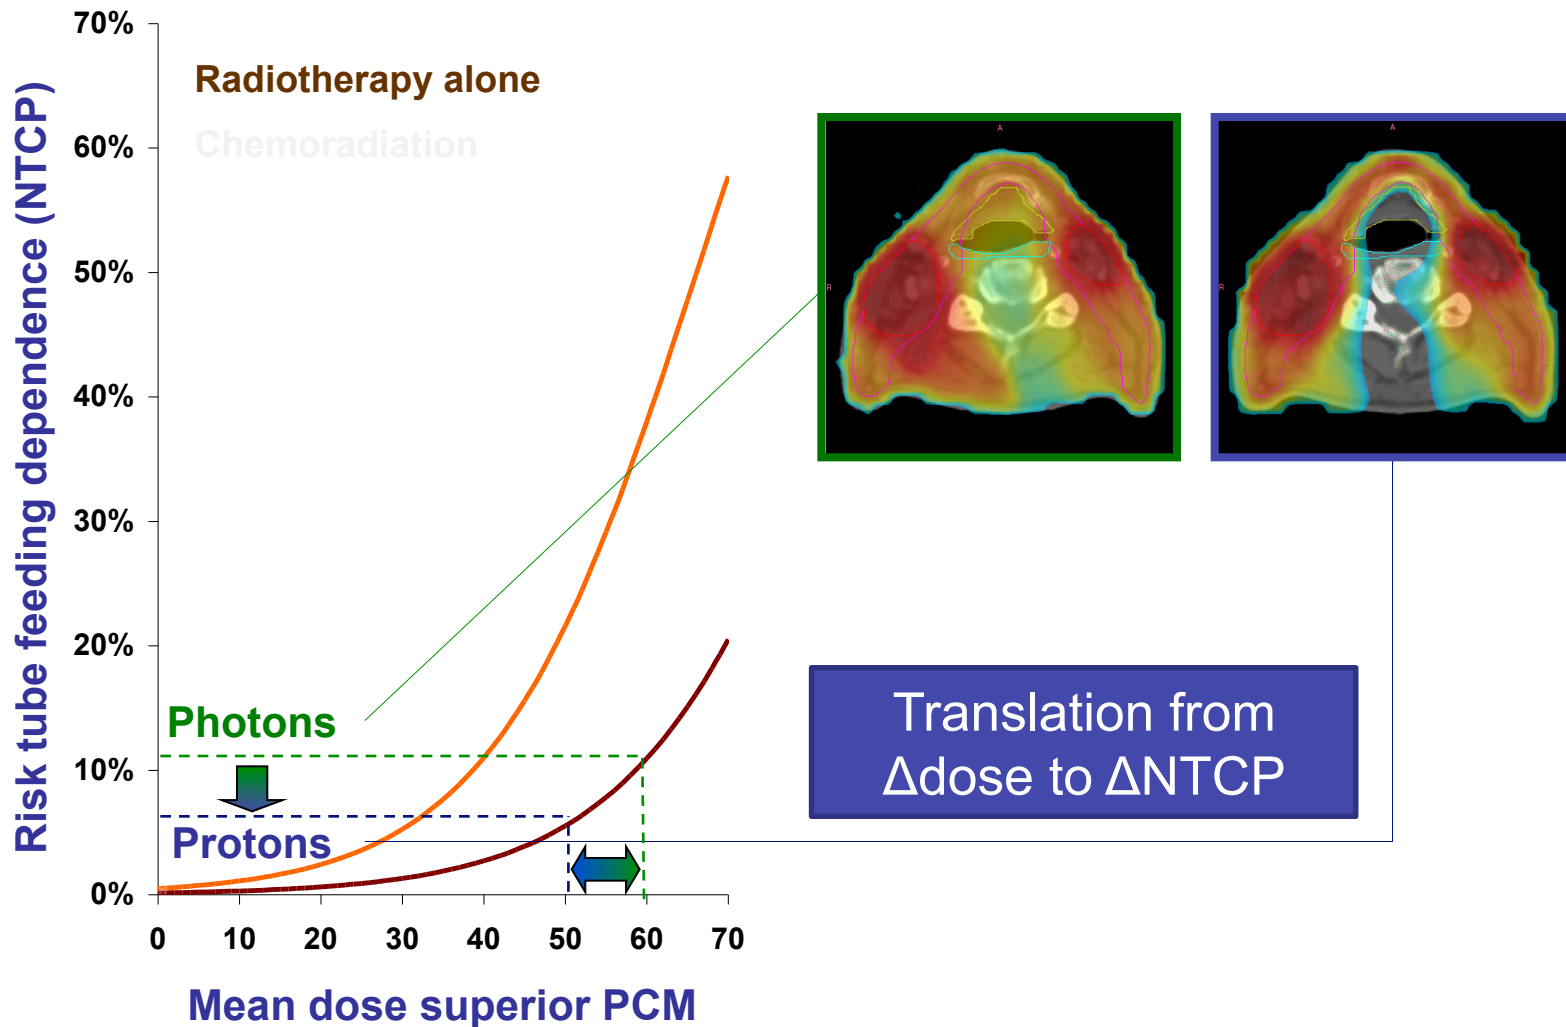 70%
60%
50%
40%
30%
20%
10%
0%
Risk tube feeding dependence (NTCP)
Radiotherapy alone
Chemoradiation
Photons
Protons
0 10 20 30 40 50 60 70
Mean dose superior PCM
A
R
A
R
Translation from
Δdose to ΔNTCP